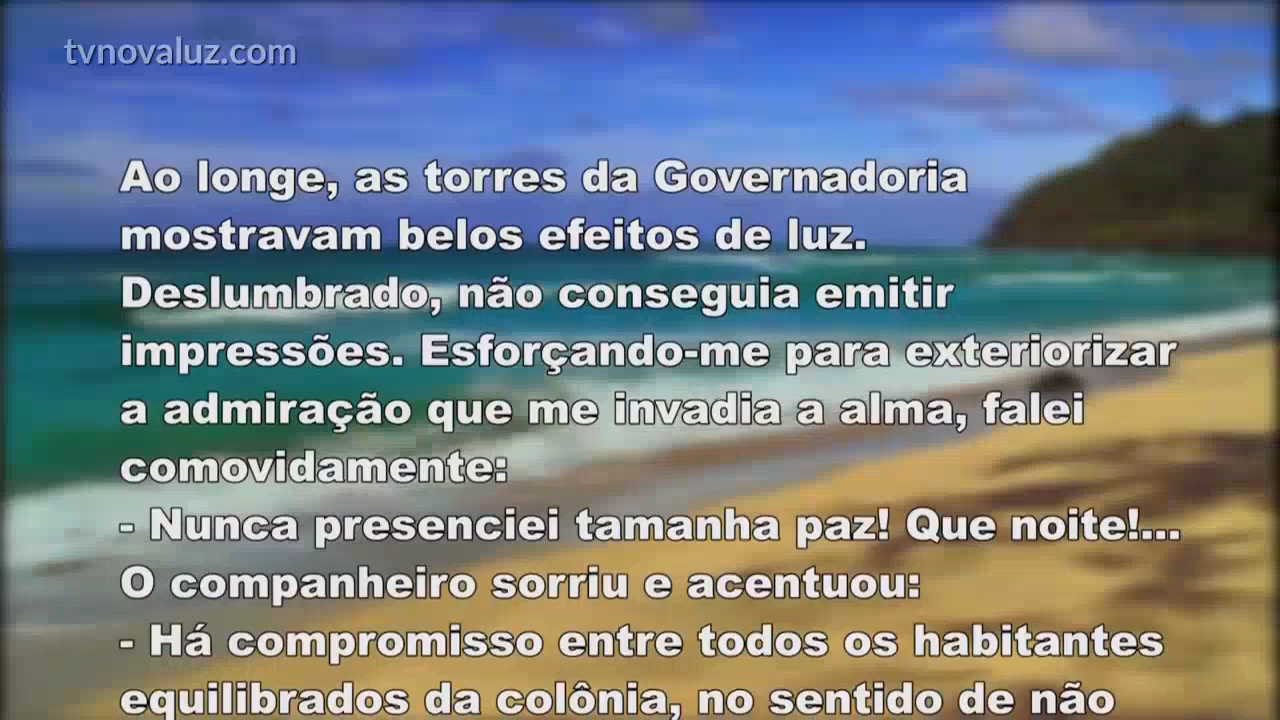 tvnovaluz.com
Ao longe, as torres da Governadoria
mostravam belos efeitos de luz.
Deslumbrado, não conseguia emitir
impressões. Esforçando-me para exteriorizar
a admiração que me invadia a alma, falei
comovidamente:
- Nunca presenciei tamanha paz! Que noite!...
O companheiro sorriu e acentuou:
- Há compromisso entre todos os habitantes
equilibrados da colônia, no sentido de não